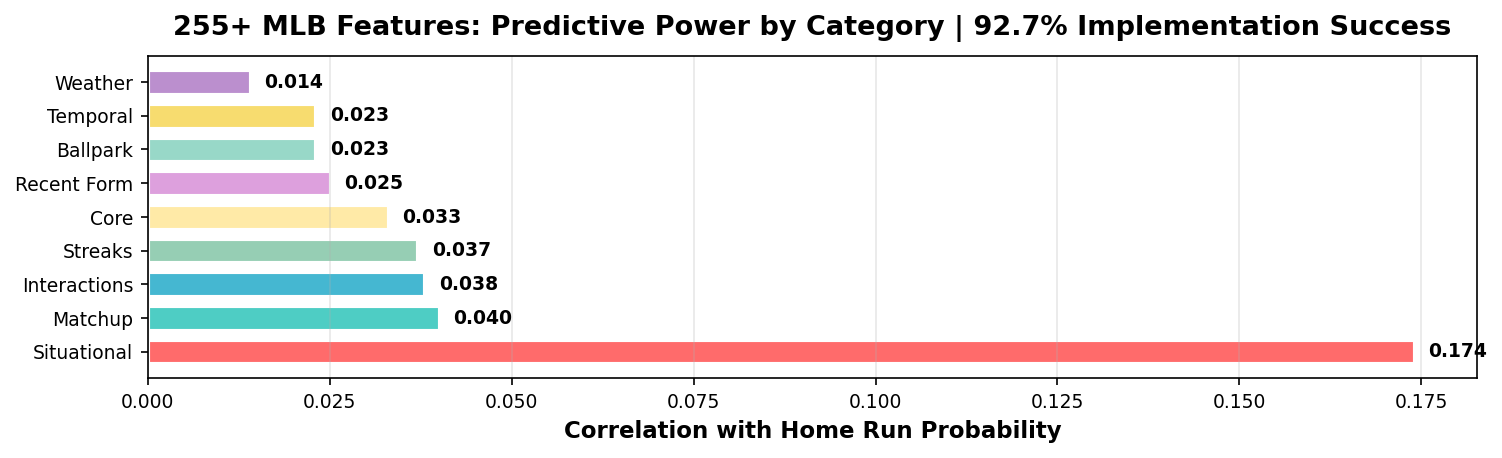 255+ MLB Features: Predictive Power by Category | 92.7% Implementation Success
Weather 0.014
Temporal 0.023
Ballpark 0.023
Recent Form 0.025
Core 0.033
Streaks 0.037
Interactions 0.038
Matchup 0.040
Situational 0.174
0.000 0.025 0.050 0.075 0.100 0.125 0.150 0.175
Correlation with Home Run Probability